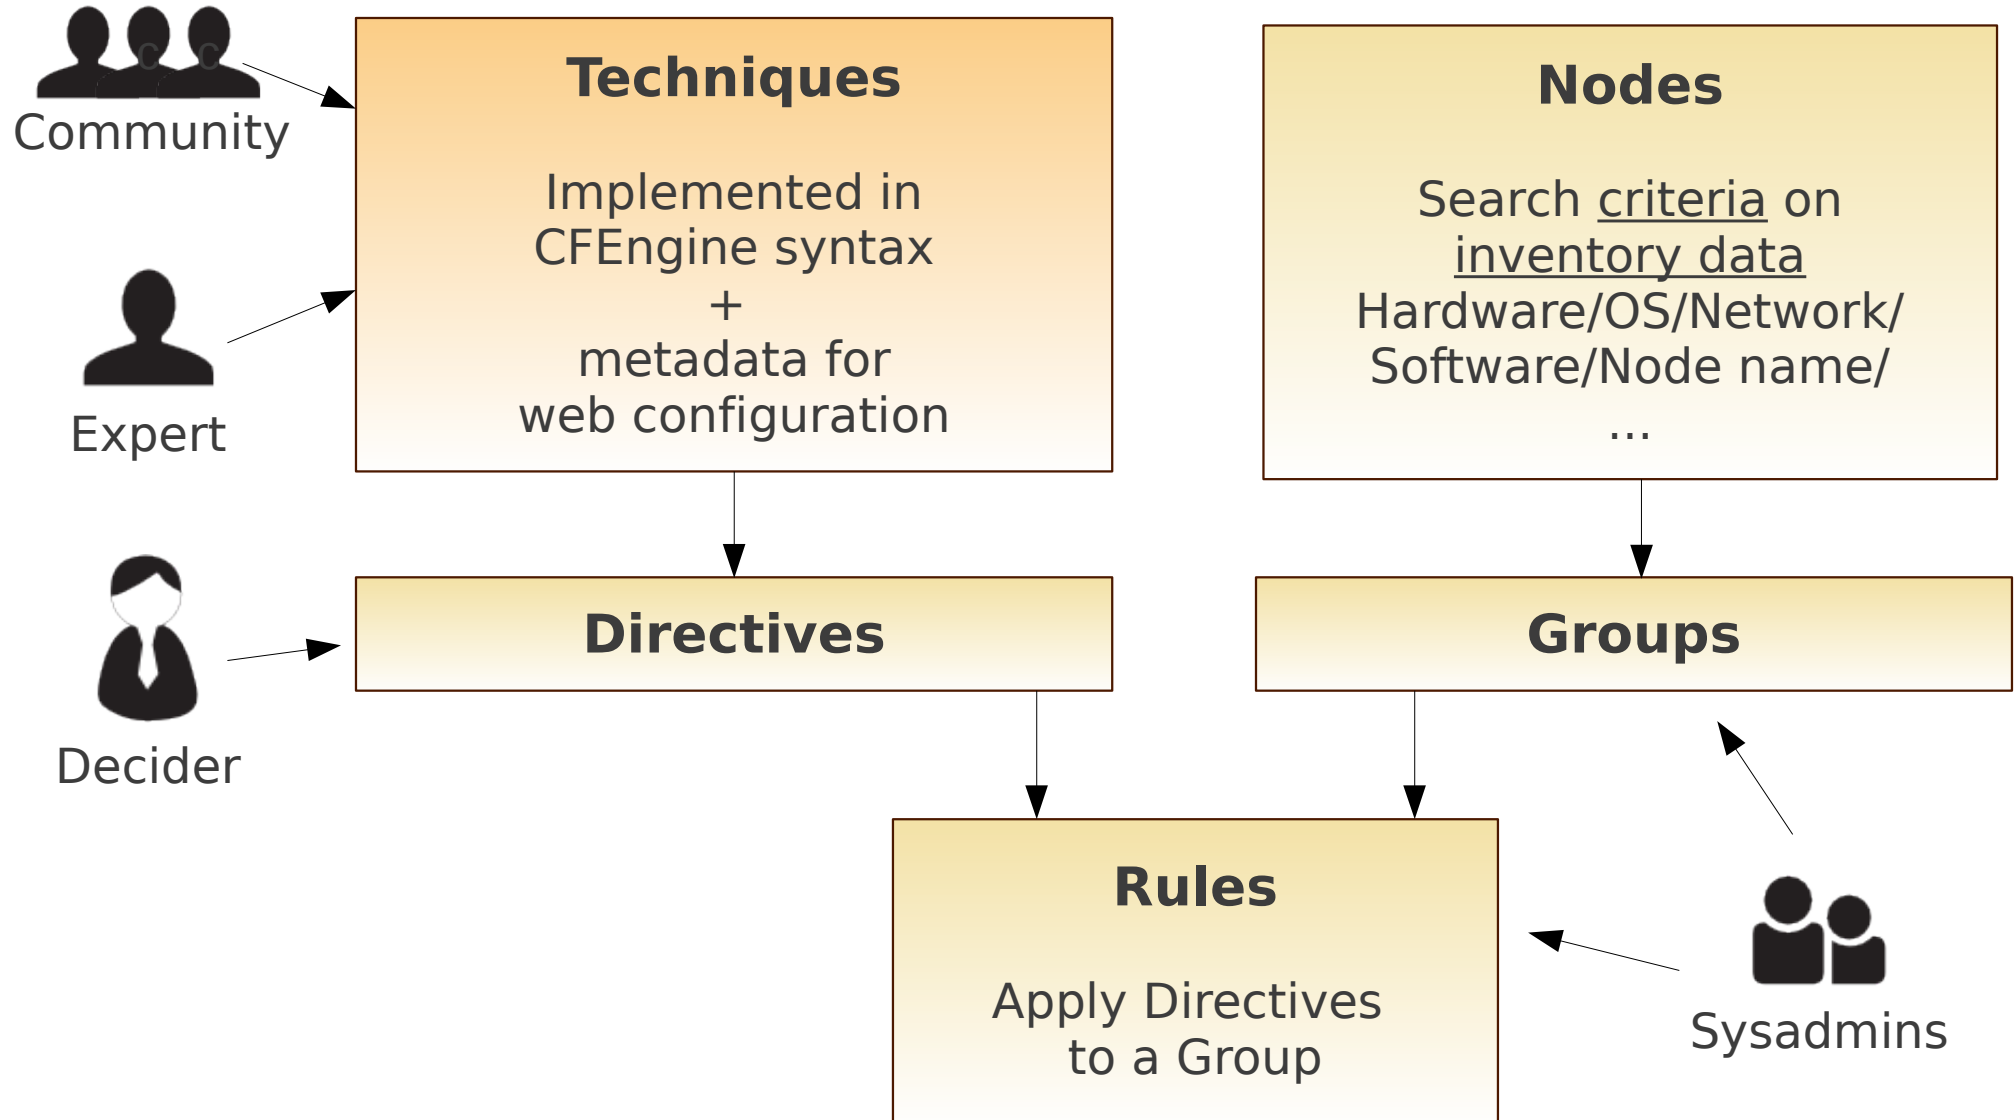 Community
Techniques
Implemented in
CFEngine syntax
+
metadata for
web configuration
Nodes
Search criteria on
inventory data
Hardware/OS/Network/
Software/Node name/
...
Expert
Decider
Directives
Groups
Rules
Apply Directives
to a Group
Sysadmins
C
C